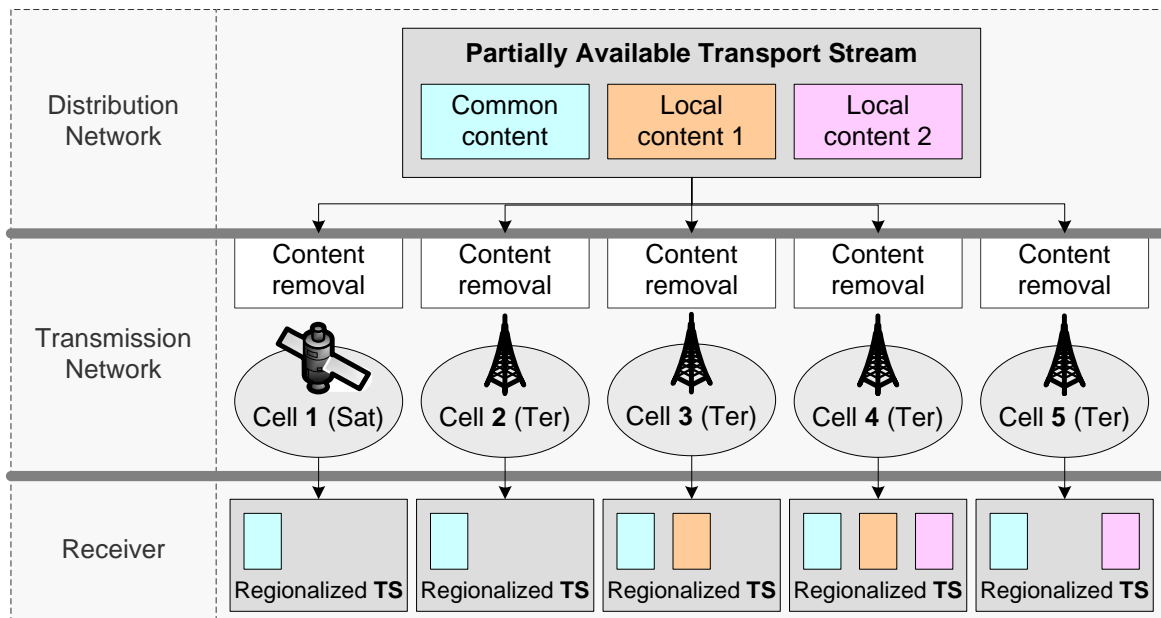 Partially Available Transport Stream
Distribution
Network
Common
content
Local
content 1
Local
content 2
Content
removal
Content
removal
Content
removal
Content
removal
Content
removal
Transmission
Network
Cell 1 (Sat)
Cell 2 (Ter)
Cell 3 (Ter)
Cell 4 (Ter)
Cell 5 (Ter)
Receiver
Regionalized TS
Regionalized TS
Regionalized TS
Regionalized TS
Regionalized TS